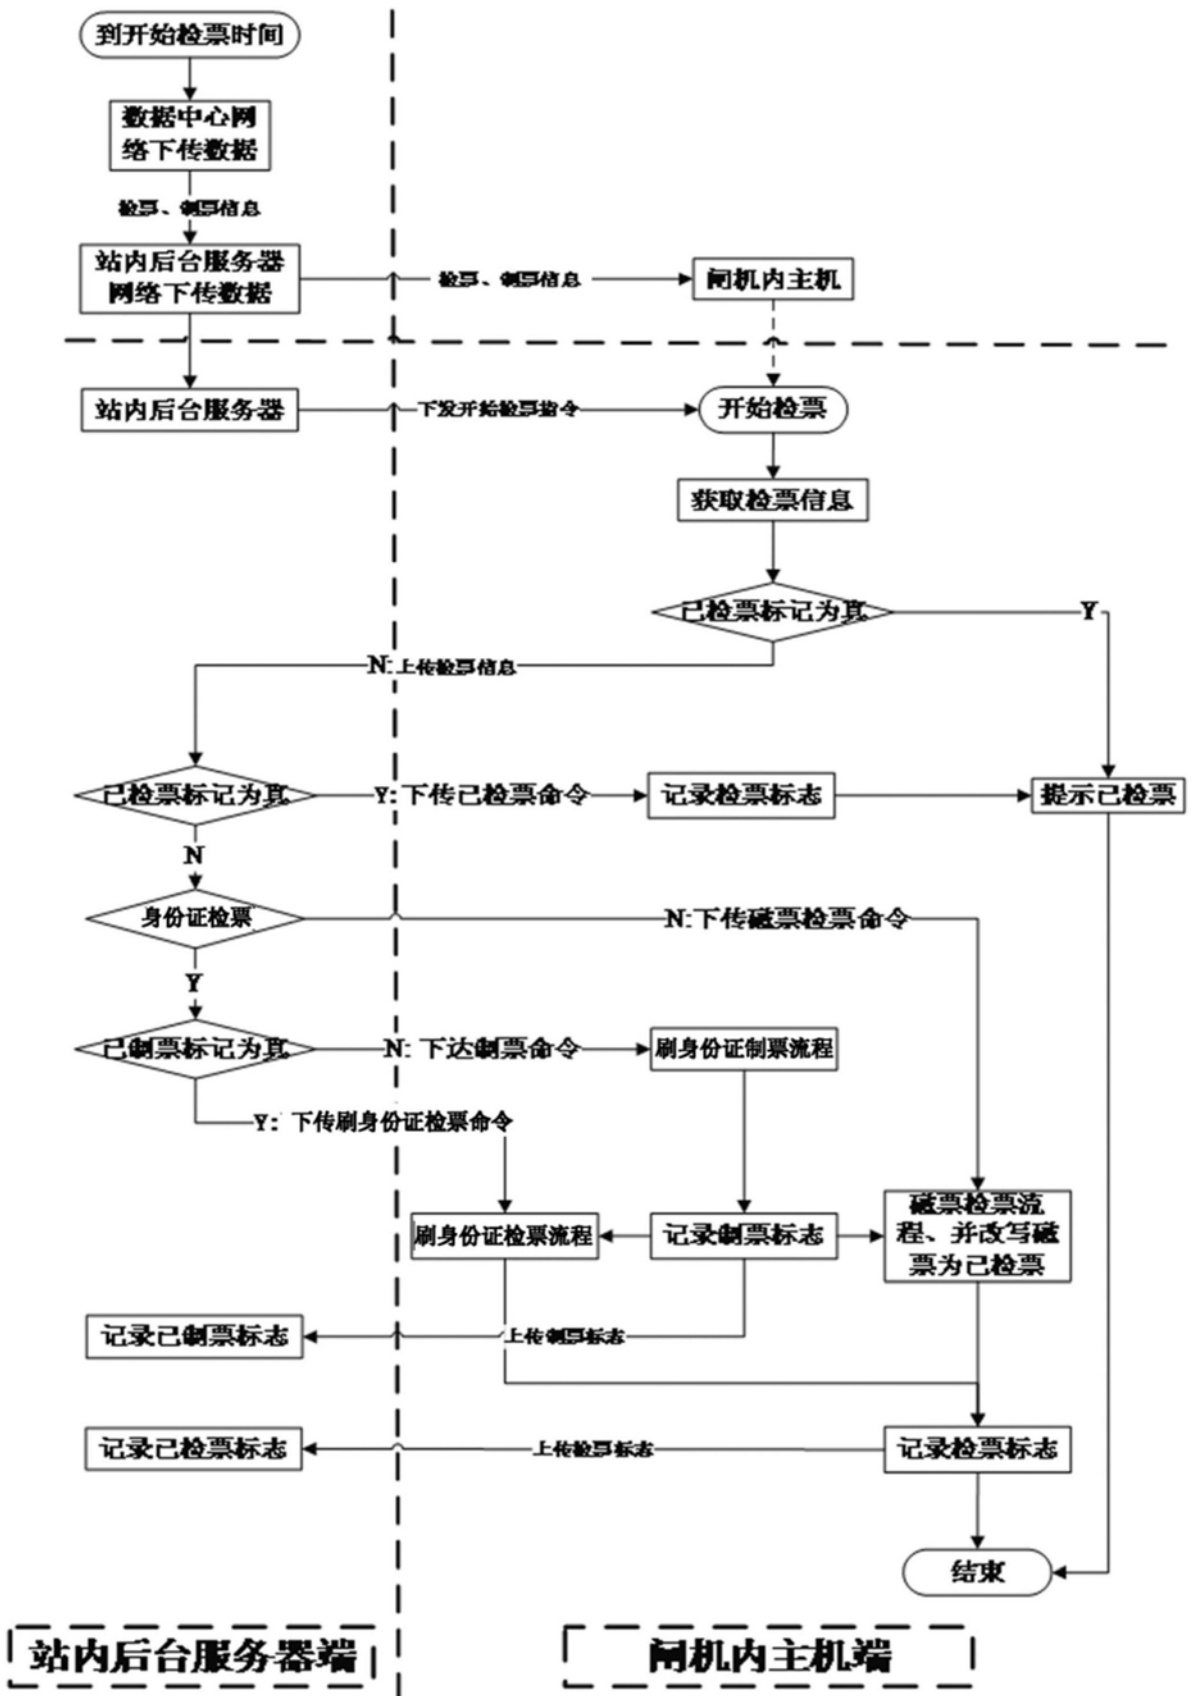 到开始检票时间
数据中心网
络下传数据
检票、制票信息
站内后台服务器
网络下传数据
检票、制票信息
闸机内主机
站内后台服务器
下发开始检票指令
开始检票
获取检票信息
已检票标记为真
Y
N:上传检票信息
已检票标记为真
Y:下传已检票命令
记录检票标志
提示已检票
N
身份证检票
N:下传磁票检票命令
Y
已制票标记为真
N:下达制票命令
刷身份证制票流程
Y:下传刷身份证检票命令
刷身份证检票流程
记录制票标志
磁票检票流
程、并改写磁
票为已检票
记录已制票标志
上传制票标志
记录已检票标志
上传检票标志
记录检票标志
结束
站内后台服务器端
闸机内主机端